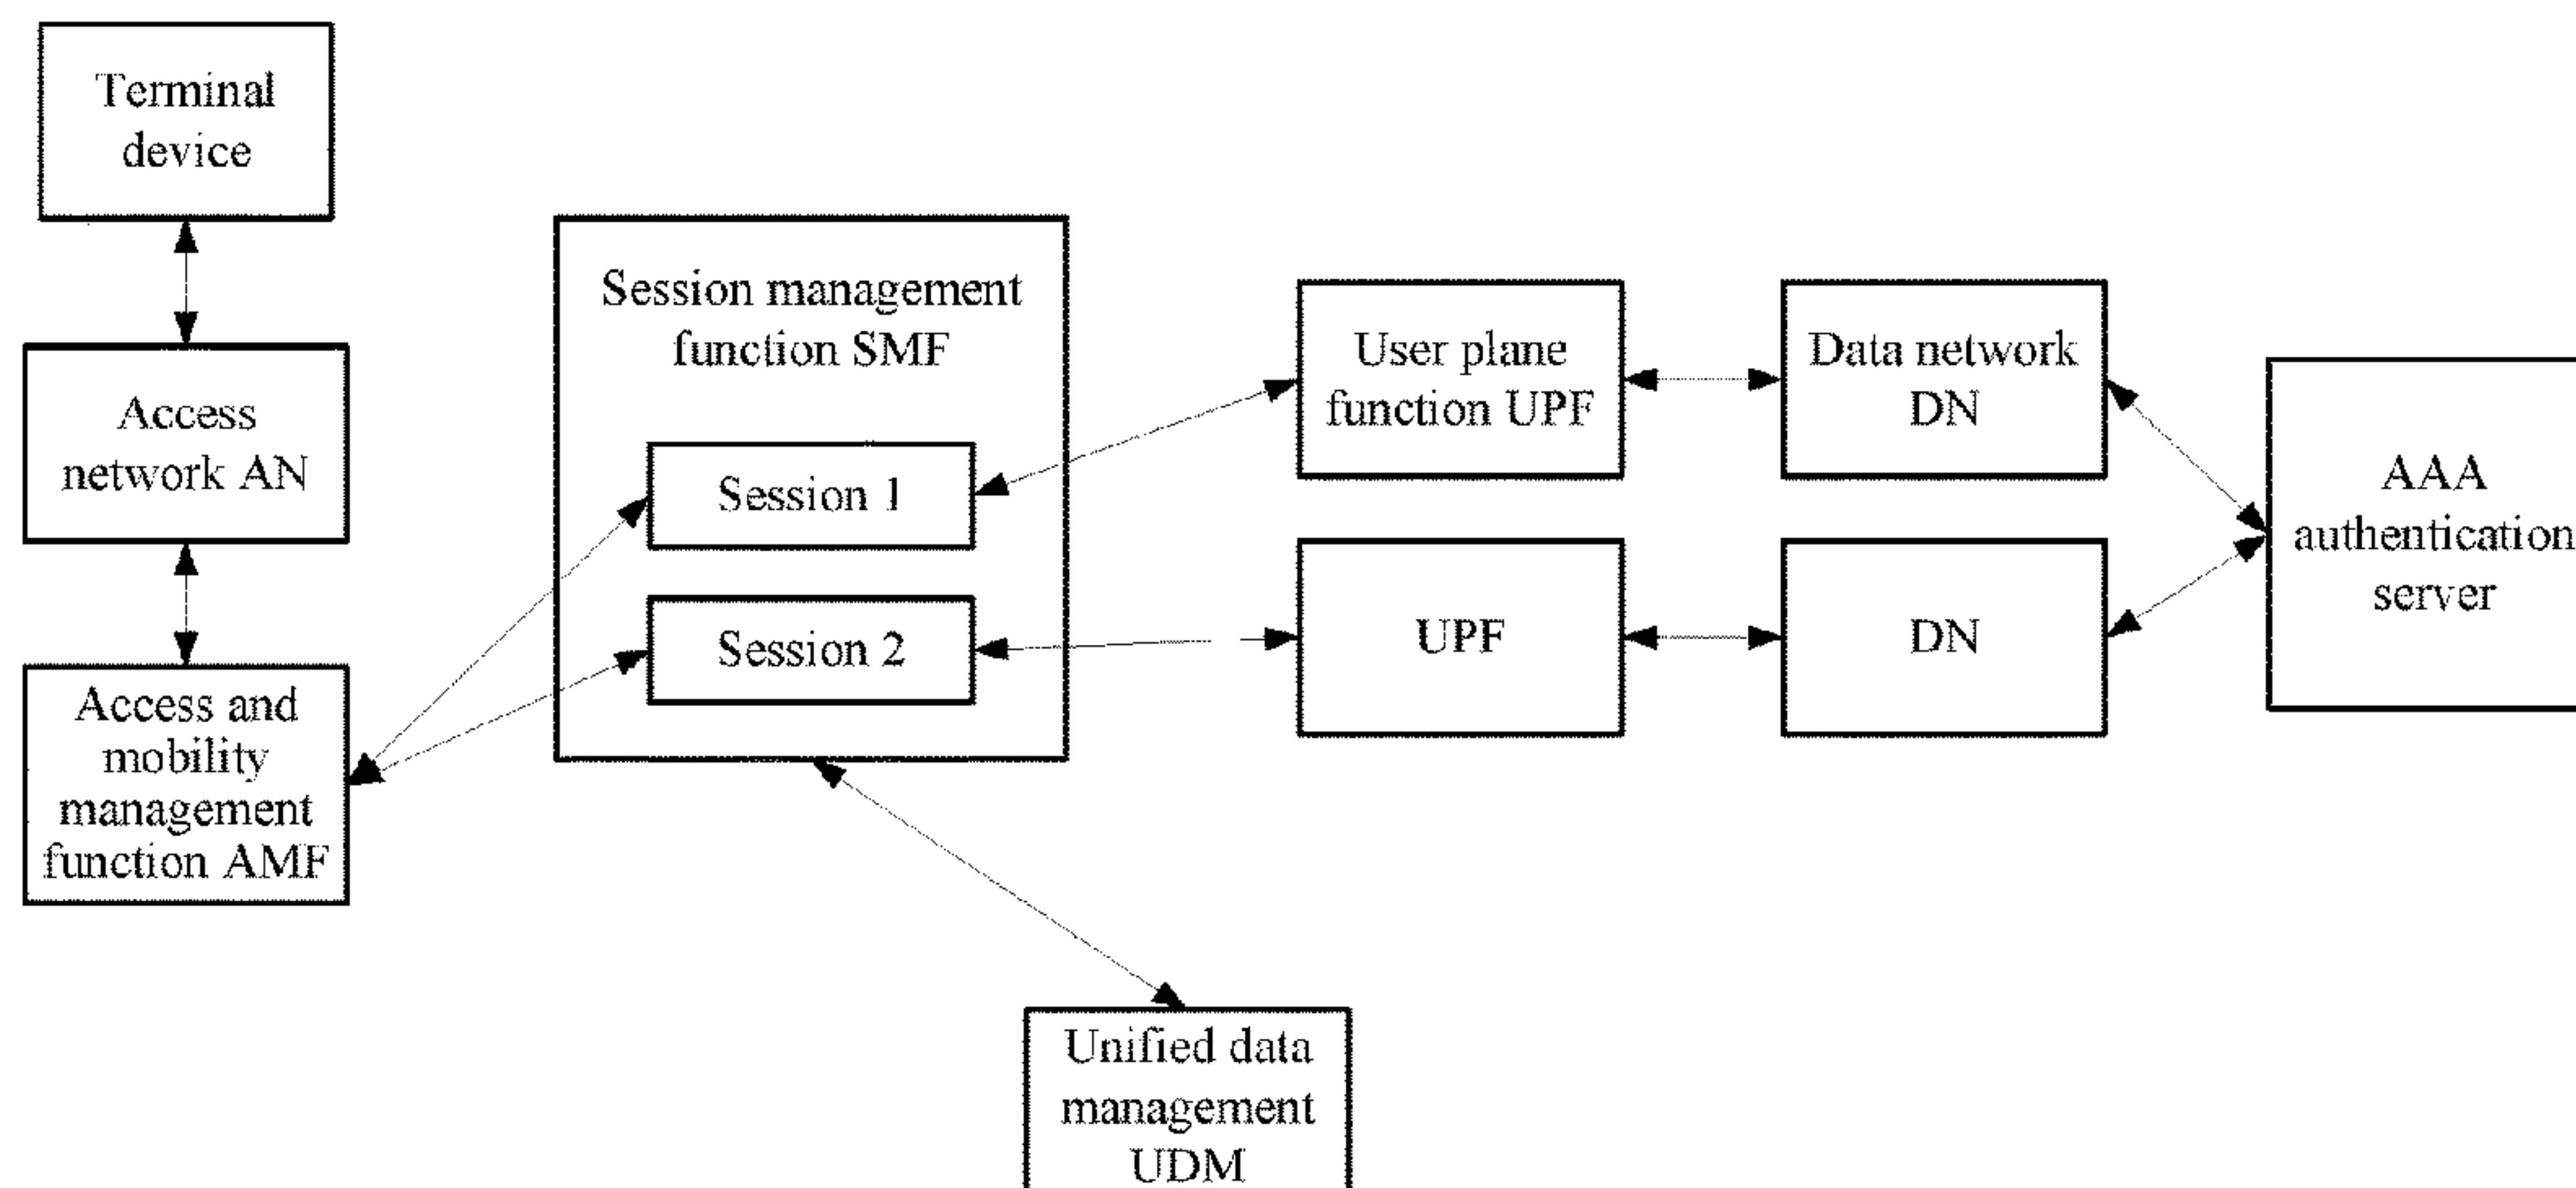 Terminal
device
Access
network AN
Access and
mobility
management
function AMF
Session management
function SMF
Session 1
Session 2
User plane
function UPF
Data network
DN
UPF
DN
AAA
authentication
server
Unified data
management
UDM